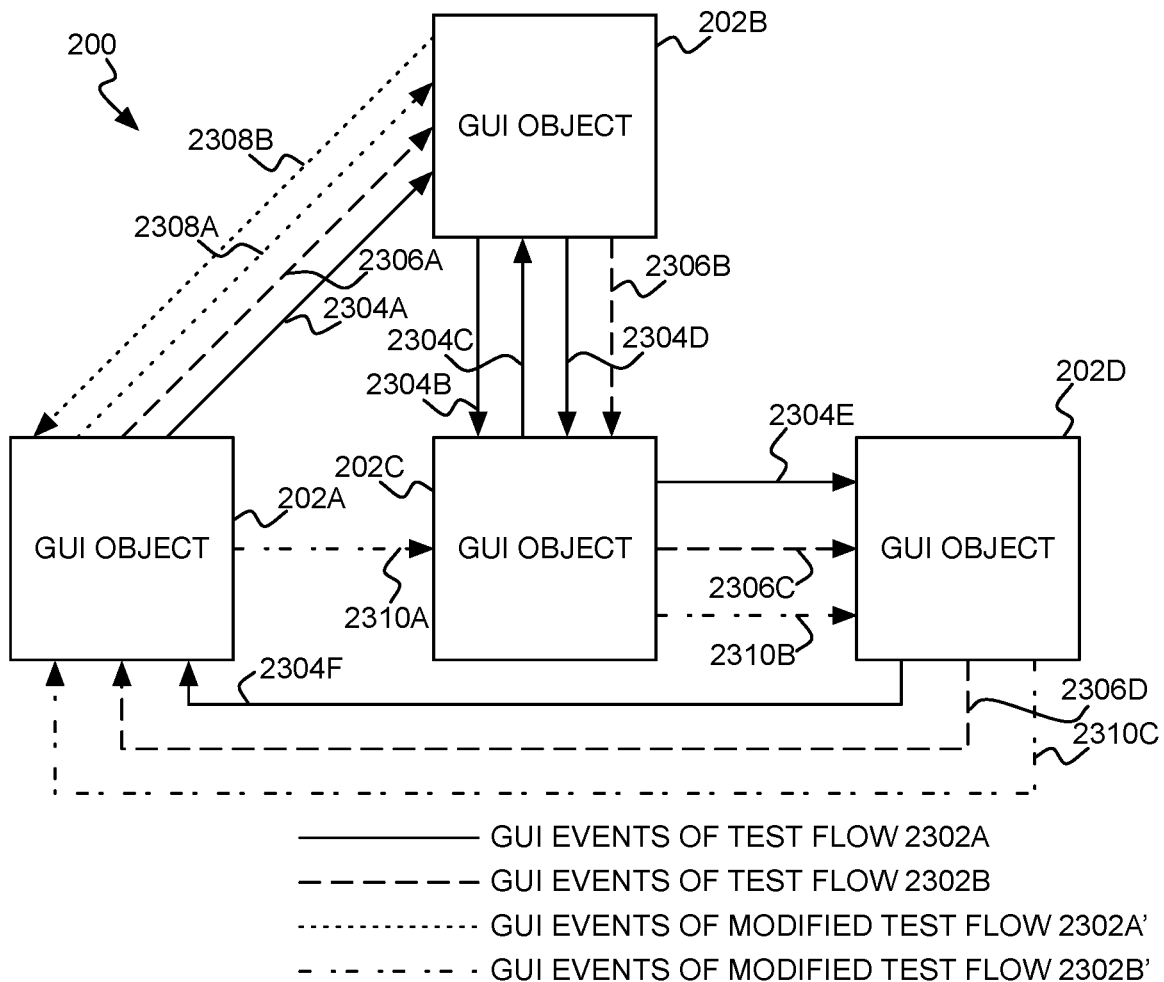 200
202B
GUI OBJECT
2308B
2308A
2306A
2304A
2306B
2304C
2304D
2304B
202D
2304E
202C
202A
GUI OBJECT
GUI OBJECT
GUI OBJECT
2306C
2310A
2310B
2304F
2306D
2310C
GUI EVENTS OF TEST FLOW 2302A
GUI EVENTS OF TEST FLOW 2302B
GUI EVENTS OF MODIFIED TEST FLOW 2302A’
GUI EVENTS OF MODIFIED TEST FLOW 2302B’